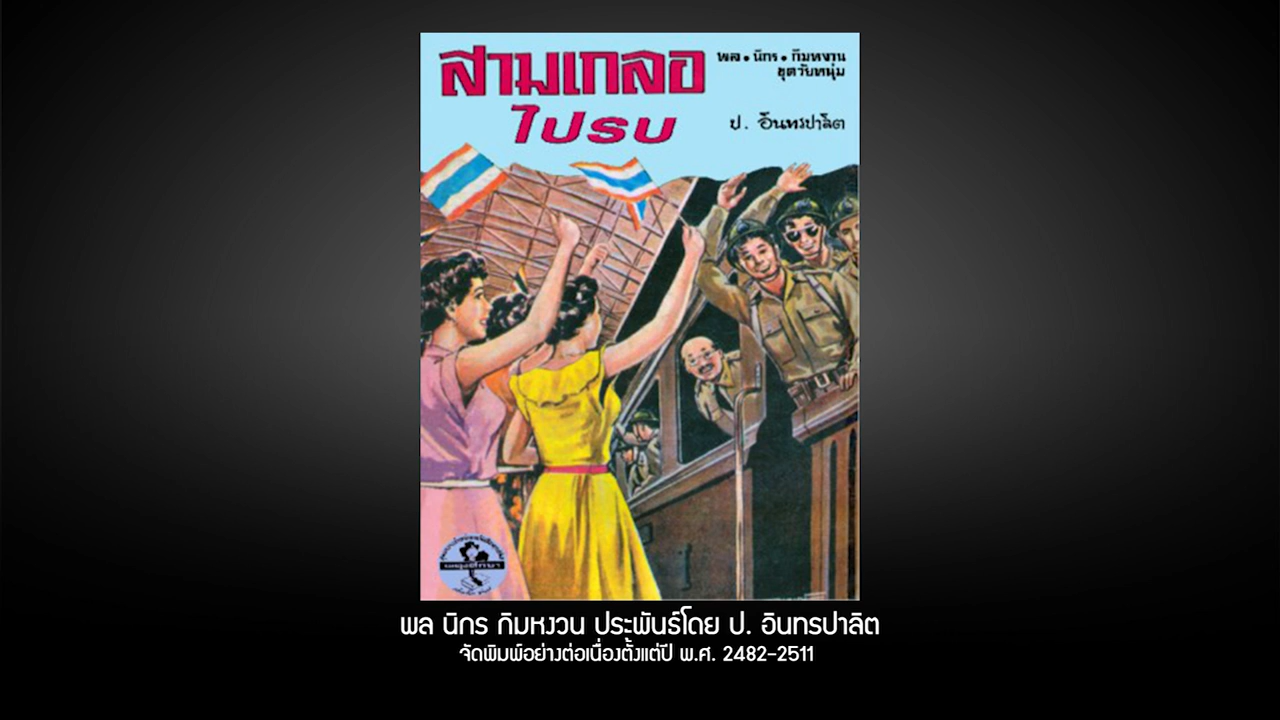 สามเกลอ
ไปรบ
พล • นิกร • กิมหงวน
ชุดวัยหนุ่ม
ป. อินทรปาลิต
พล นิกร กิมหงวน ประพันธ์โดย ป. อินทรปาลิต
จัดพิมพ์อย่างต่อเนื่องตั้งแต่ปี พ.ศ. 2482-2511